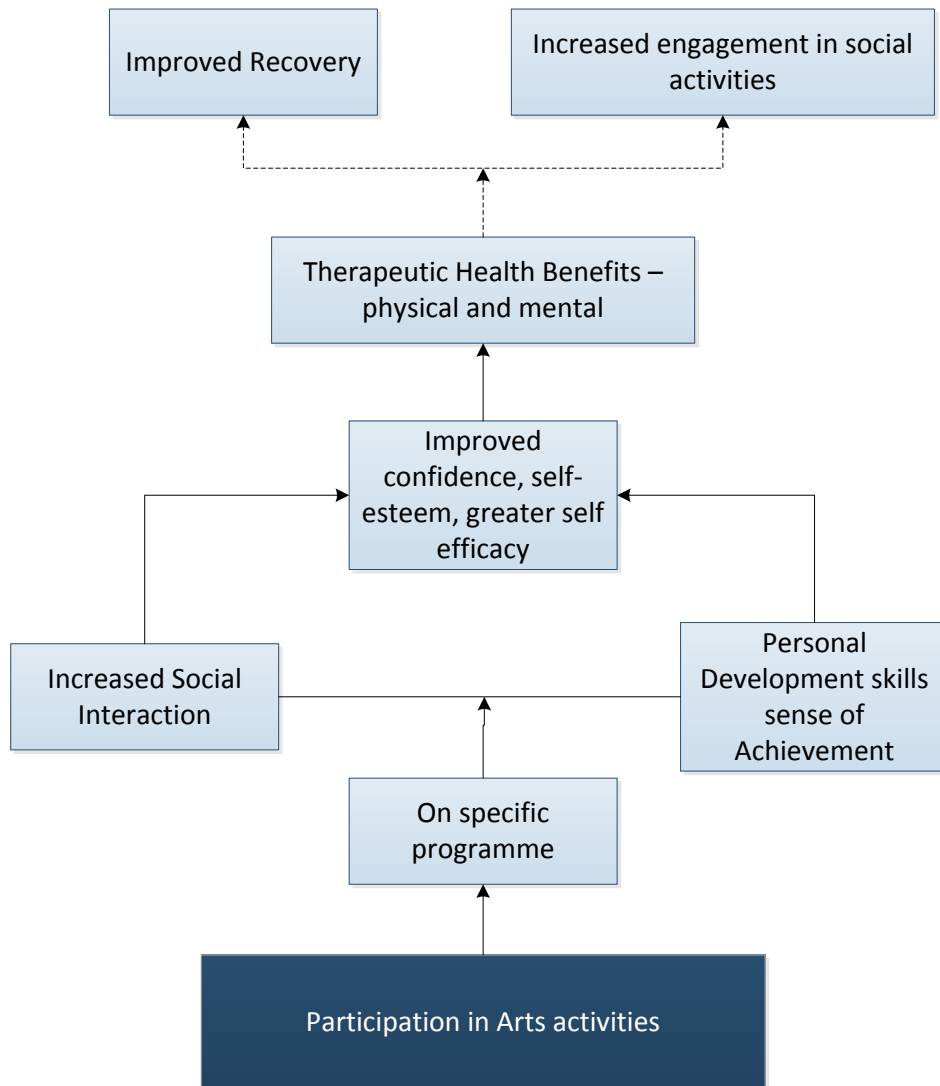 Improved Recovery
Increased engagement in social
activities
Therapeutic Health Benefits –
physical and mental
Improved
confidence, self-
esteem, greater self
efficacy
Increased Social
Interaction
Personal
Development skills
sense of
Achievement
On specific
programme
Participation in Arts activities